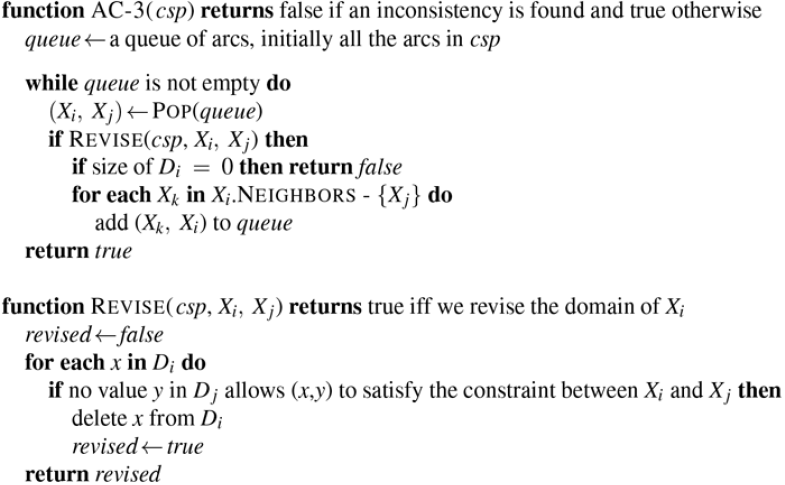 function AC-3(csp) returns false if an inconsistency is found and true otherwise
queue ← a queue of arcs, initially all the arcs in csp
while queue is not empty do
(Xi, Xj) ← POP(queue)
if REVISE(csp, Xi, Xj) then
if size of Di = 0 then return false
for each Xk in Xi.NEIGHBORS - {Xj} do
add (Xk, Xi) to queue
return true
function REVISE(csp, Xi, Xj) returns true iff we revise the domain of Xi
revised ← false
for each x in Di do
if no value y in Dj allows (x,y) to satisfy the constraint between Xi and Xj then
delete x from Di
revised ← true
return revised